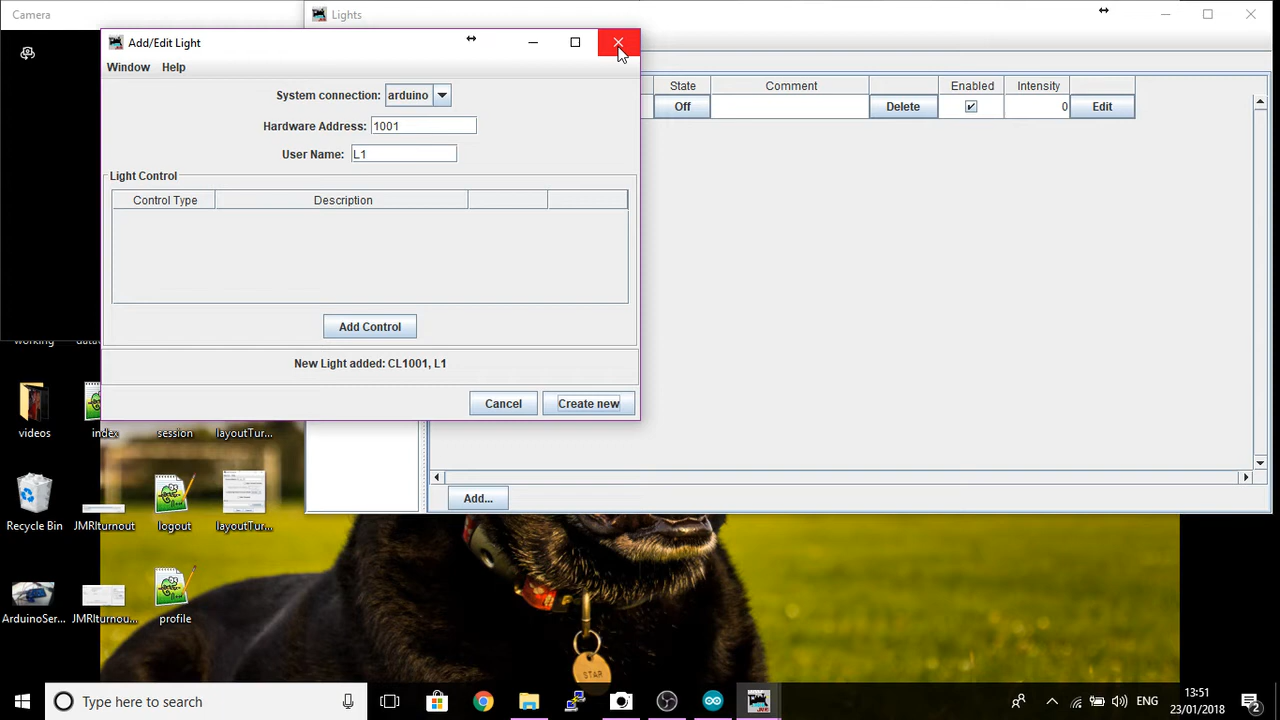 Camera
Lights
Add/Edit Light
Window Help
System connection: arduino
Hardware Address: 1001
User Name: L1
Light Control
Control Type Description
Add Control
New Light added: CL1001, L1
Cancel Create new
State Comment Enabled Intensity
Off Delete 0 Edit
Add...
working
videos index session layoutTur...
Recycle Bin JMRIturnout logout layoutTur...
ArduinoSer... JMRIturnou... profile
STAR
Type here to search
ENG
13:51
23/01/2018
2